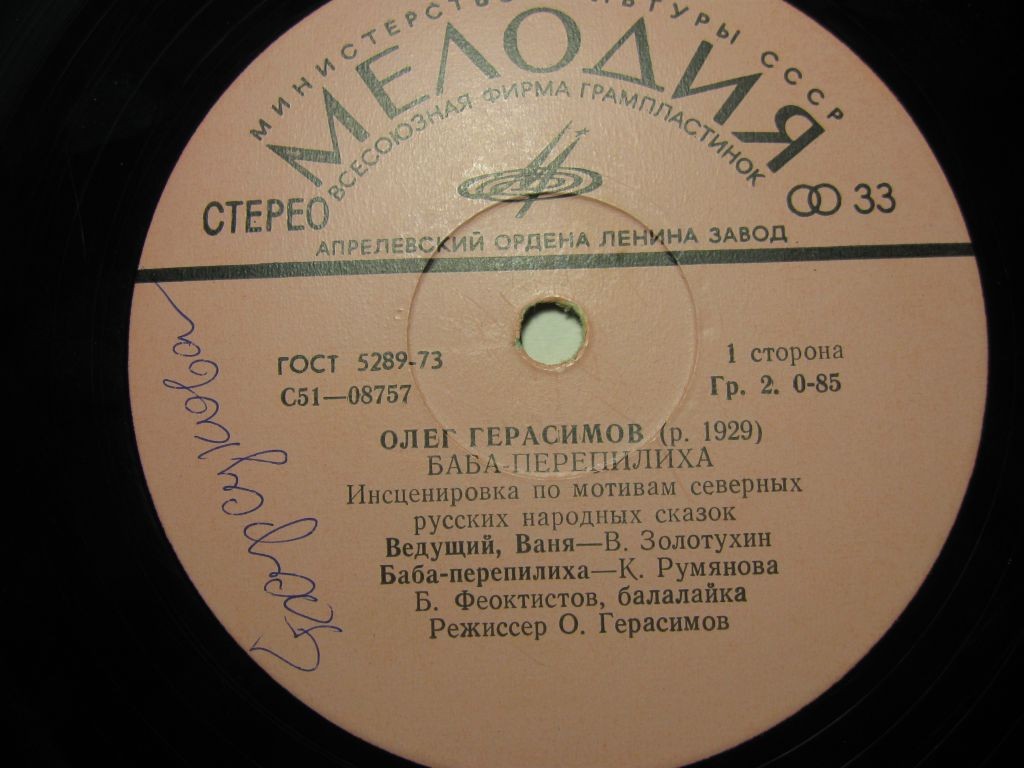 МИНИСТЕРСТВО КУЛЬТУРЫ СССР
МЕЛОДИЯ
ВСЕСОЮЗНАЯ ФИРМА ГРАМПЛАСТИНОК
СТЕРЕО
33
АПРЕЛЕВСКИЙ ОРДЕНА ЛЕНИНА ЗАВОД
ГОСТ 5289-73
1 сторона
С51—08757
Гр. 2. 0-85
ОЛЕГ ГЕРАСИМОВ (р. 1929)
БАБА-ПЕРЕПИЛИХА
Инсценировка по мотивам северных
русских народных сказок
Ведущий, Ваня—В. Золотухин
Баба-перепилиха—К. Румянова
Б. Феоктистов, балалайка
Режиссер О. Герасимов